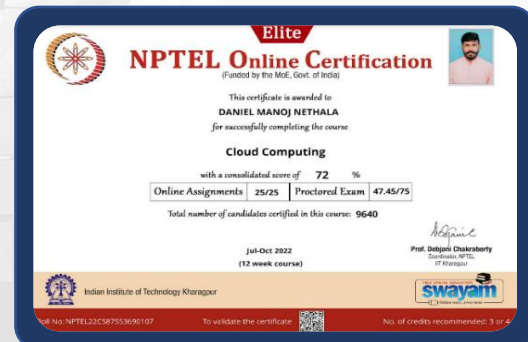 Elite
NPTEL Online Certification
(Funded by the MoE, Govt. of India)
This certificate is awarded to
DANIEL MANOJ NETHALA
for successfully completing the course
Cloud Computing
with a consolidated score of 72 %
Online Assignments 25/25 Proctored Exam 47.45/75
Total number of candidates certified in this course: 9640
Jul-Oct 2022
(12 week course)
Prof. Debjani Chakraborty
Coordinator, NPTEL
IIT Kharagpur
Indian Institute of Technology Kharagpur
swayam
Roll No: NPTEL22CS87S53690107 To validate the certificate No. of credits recommended: 3 or 4